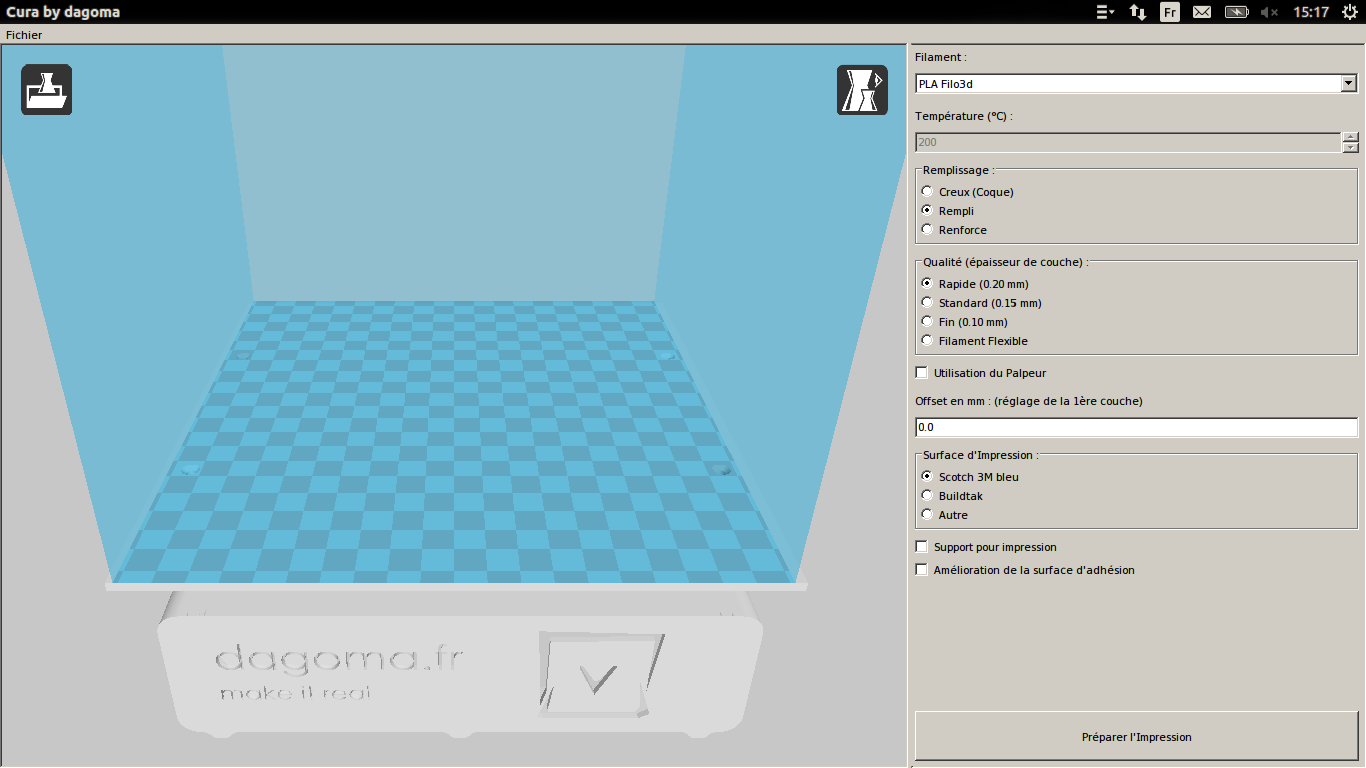 Cura by dagoma
Fr
15:17
Fichier
Filament :
PLA Filo3d
Température (°C) :
200
Remplissage :
Creux (Coque)
Rempli
Renforce
Qualité (épaisseur de couche) :
Rapide (0.20 mm)
Standard (0.15 mm)
Fin (0.10 mm)
Filament Flexible
Utilisation du Palpeur
Offset en mm : (réglage de la 1ère couche)
0.0
Surface d'Impression :
Scotch 3M bleu
Buildtak
Autre
Support pour impression
Amélioration de la surface d'adhésion
Préparer l'Impression
dagoma.fr
make it real